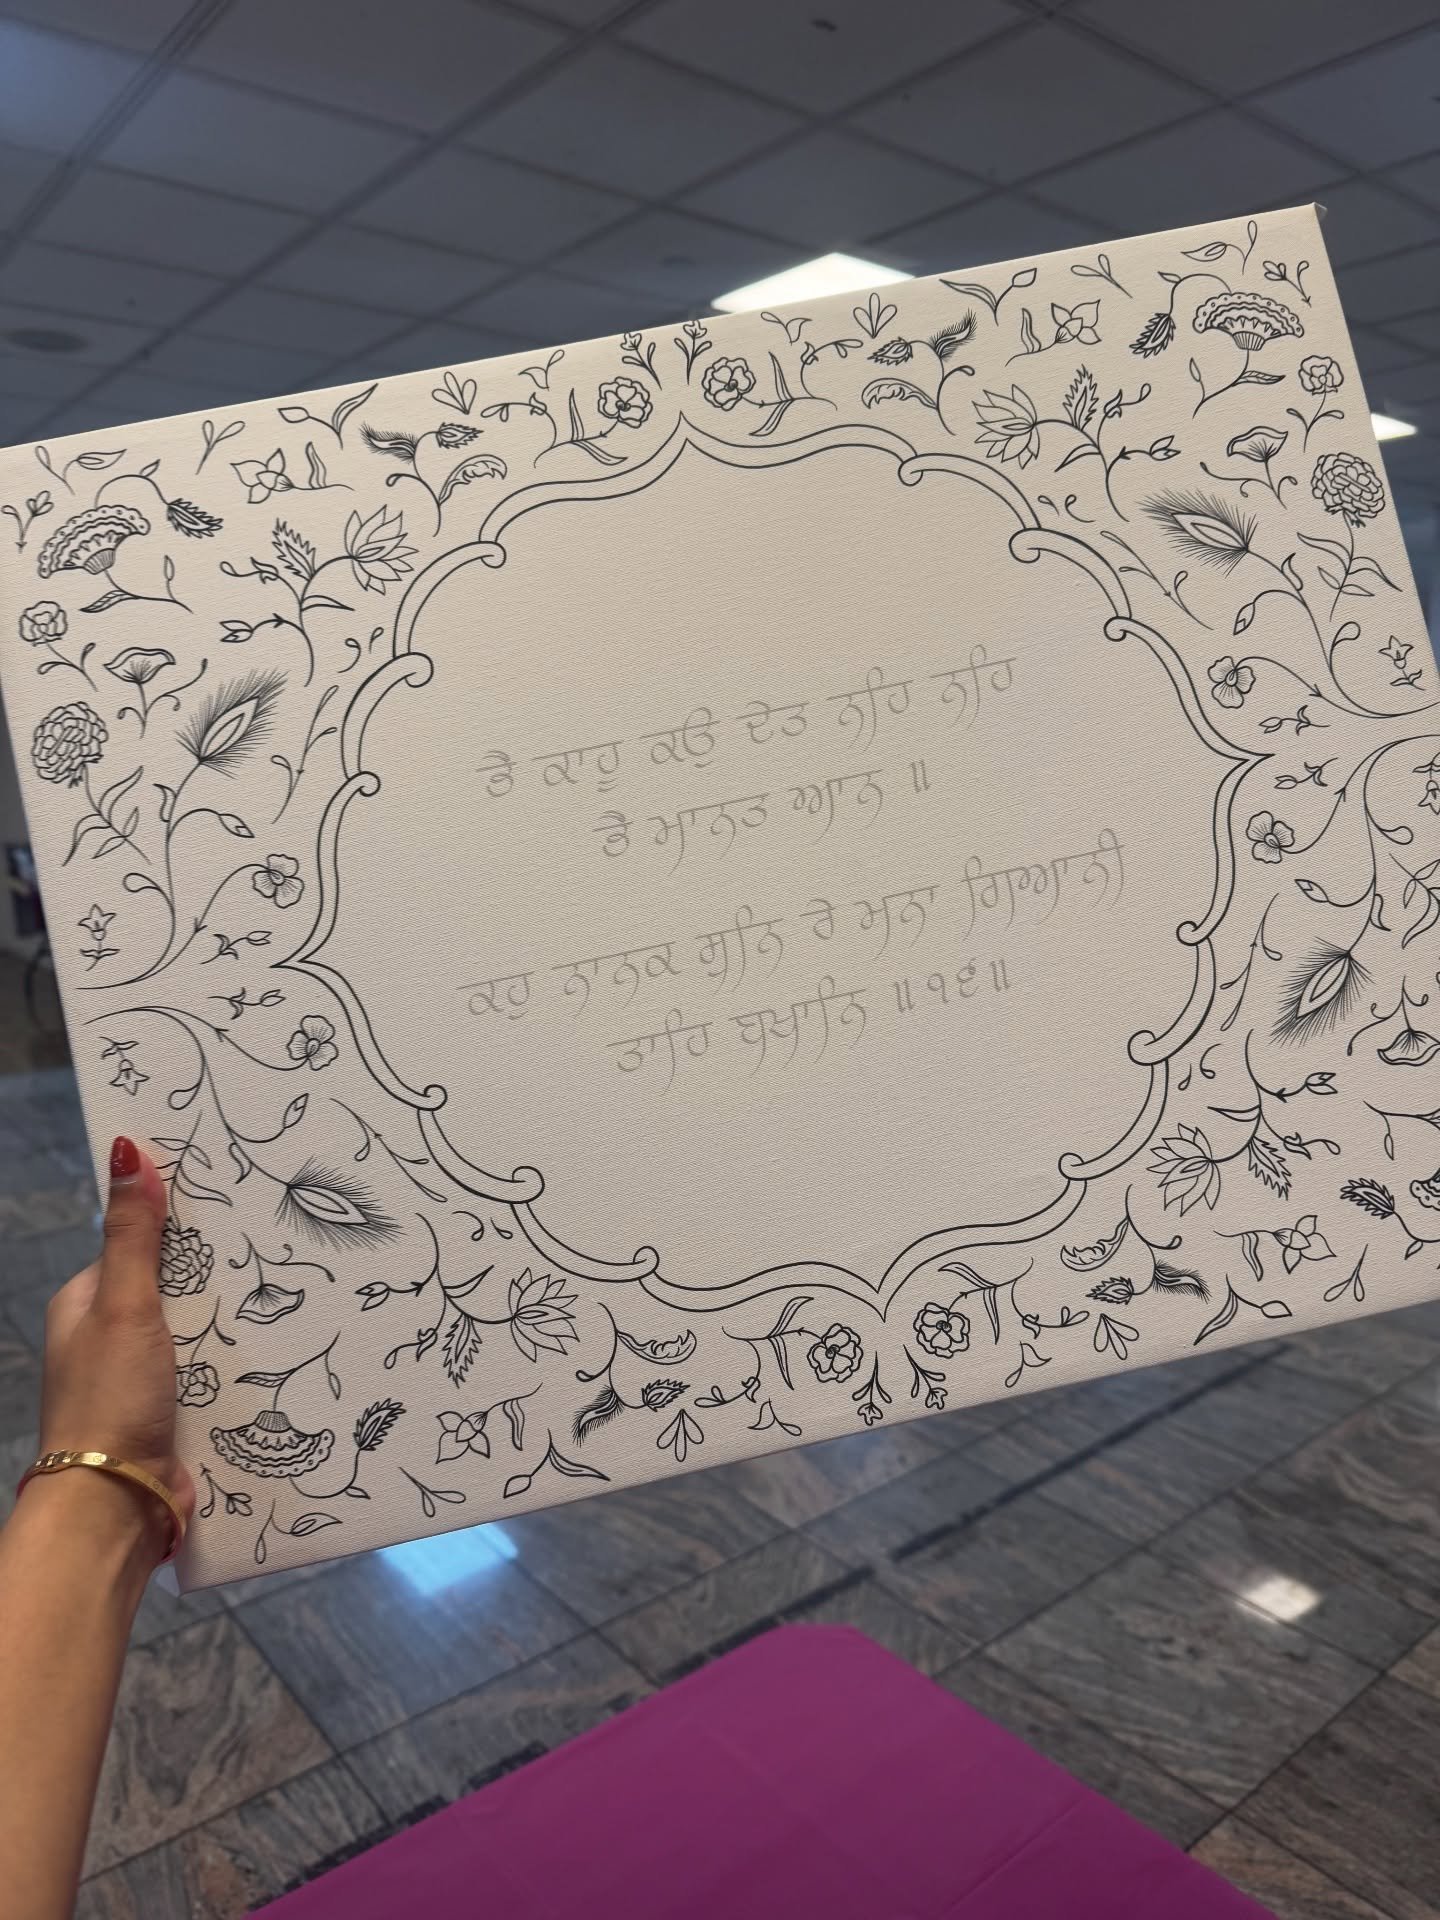 ਭੈ ਕਾਹੂ ਕਉ ਦੇਤ ਨਹਿ ਨਹਿ
ਭੈ ਮਾਨਤ ਆਨ ॥
ਕਹੁ ਨਾਨਕ ਸੁਨਿ ਰੇ ਮਨਾ ਗਿਆਨੀ
ਤਾਹਿ ਬਖਾਨਿ ॥੧੬॥